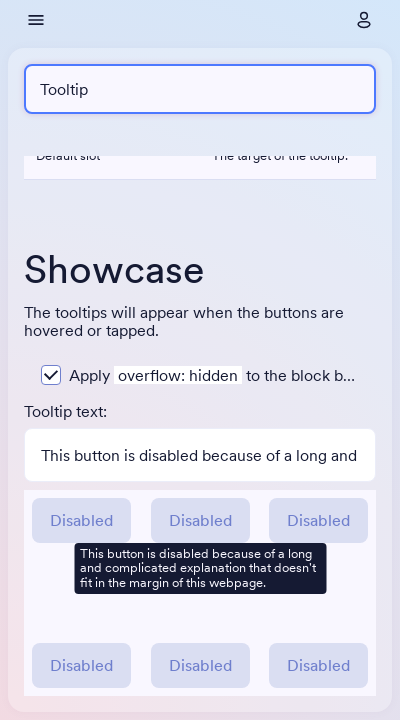 Tooltip
Default slot The target of the tooltip.
Showcase
The tooltips will appear when the buttons are
hovered or tapped.
Apply overflow: hidden to the block b...
Tooltip text:
This button is disabled because of a long and
Disabled Disabled Disabled
This button is disabled because of a long
and complicated explanation that doesn't
fit in the margin of this webpage.
Disabled Disabled Disabled